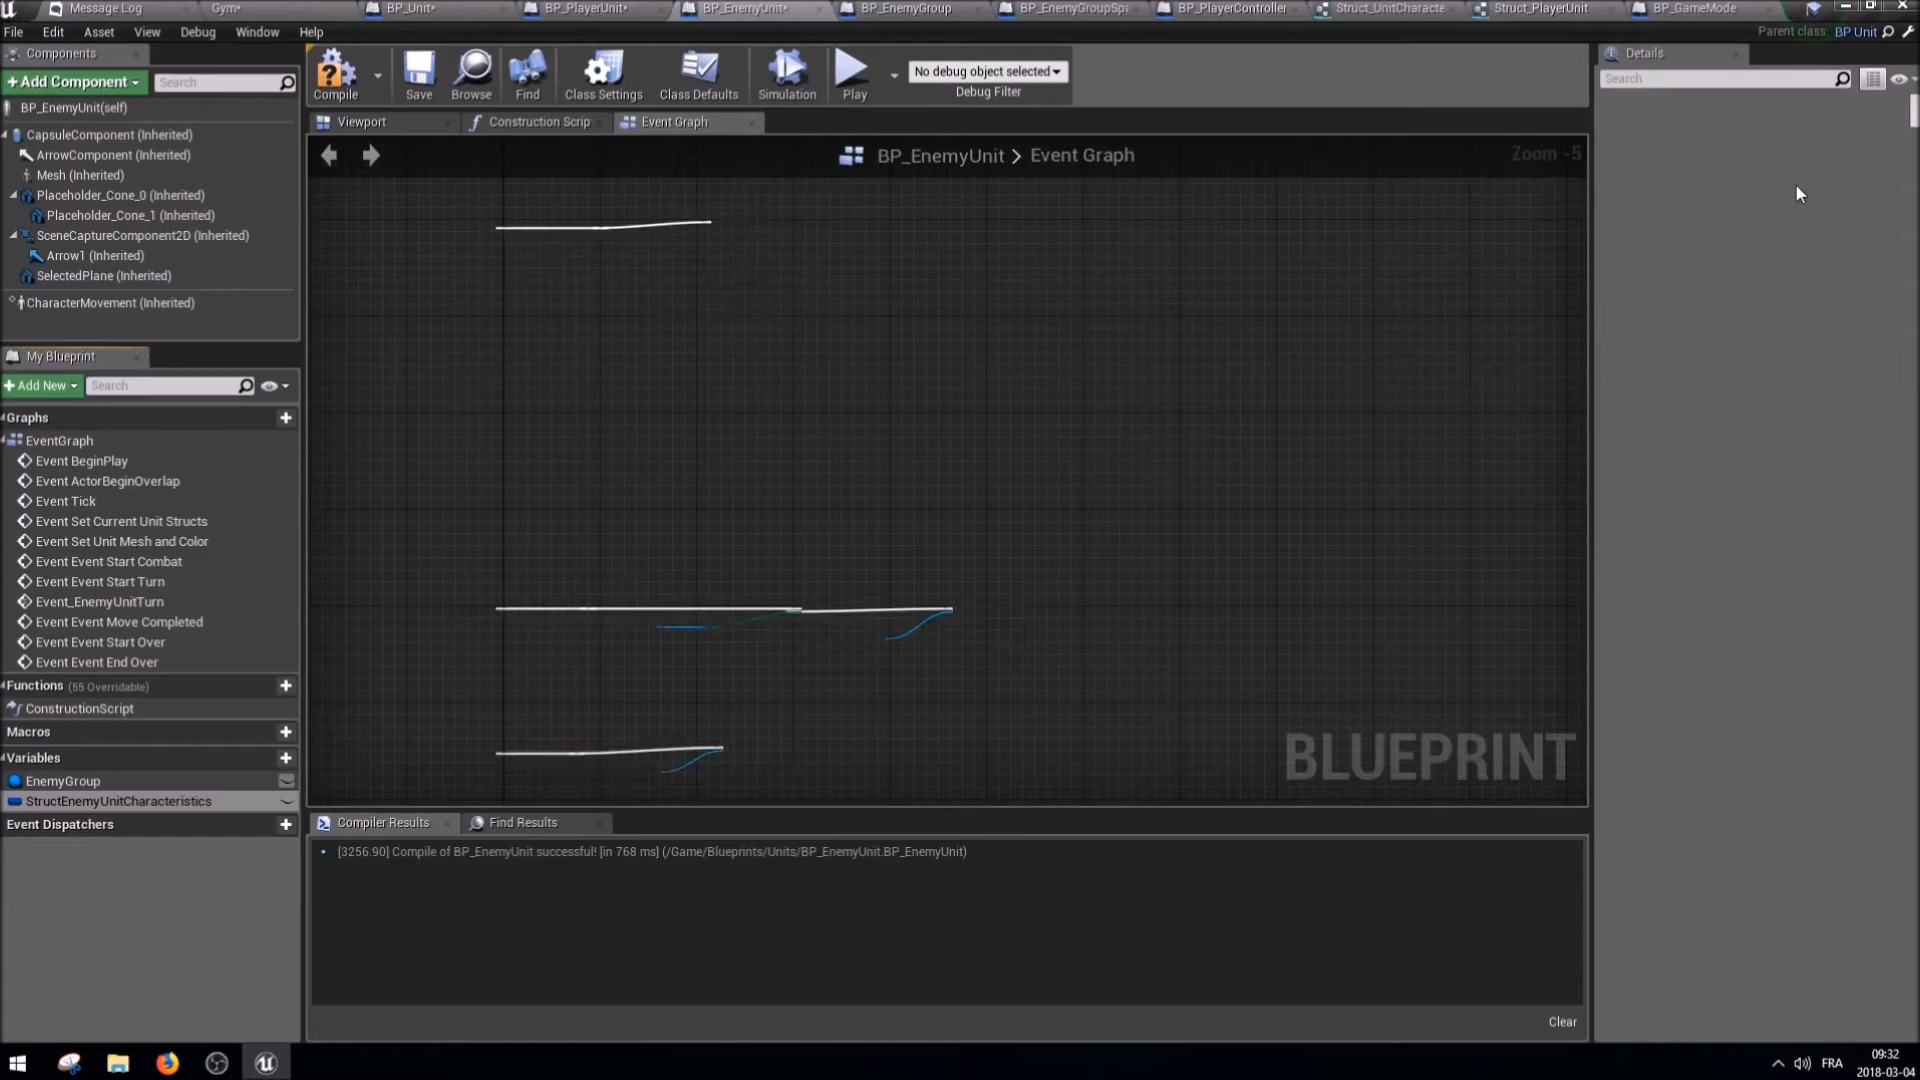 Message Log
Gym*
BP_Unit*
BP_PlayerUnit*
BP_EnemyUnit*
BP_EnemyGroup
BP_EnemyGroupSpa
BP_PlayerController
Struct_UnitCharacte
Struct_PlayerUnit
BP_GameMode
File Edit Asset View Debug Window Help
Parent class: BP Unit
Components
+Add Component
Search
BP_EnemyUnit(self)
CapsuleComponent (Inherited)
ArrowComponent (Inherited)
Mesh (Inherited)
Placeholder_Cone_0 (Inherited)
Placeholder_Cone_1 (Inherited)
SceneCaptureComponent2D (Inherited)
Arrow1 (Inherited)
SelectedPlane (Inherited)
CharacterMovement (Inherited)
My Blueprint
+Add New
Search
Graphs
EventGraph
Event BeginPlay
Event ActorBeginOverlap
Event Tick
Event Set Current Unit Structs
Event Set Unit Mesh and Color
Event Event Start Combat
Event Event Start Turn
Event_EnemyUnitTurn
Event Event Move Completed
Event Event Start Over
Event Event End Over
Functions (55 Overridable)
ConstructionScript
Macros
Variables
EnemyGroup
StructEnemyUnitCharacteristics
Event Dispatchers
Compile
Save
Browse
Find
Class Settings
Class Defaults
Simulation
Play
No debug object selected
Debug Filter
Viewport
Construction Scrip
Event Graph
BP_EnemyUnit > Event Graph
Zoom -5
BLUEPRINT
Compiler Results
Find Results
[3256.90] Compile of BP_EnemyUnit successful! [in 768 ms] (/Game/Blueprints/Units/BP_EnemyUnit.BP_EnemyUnit)
Clear
Details
Search
FRA
09:32
2018-03-04